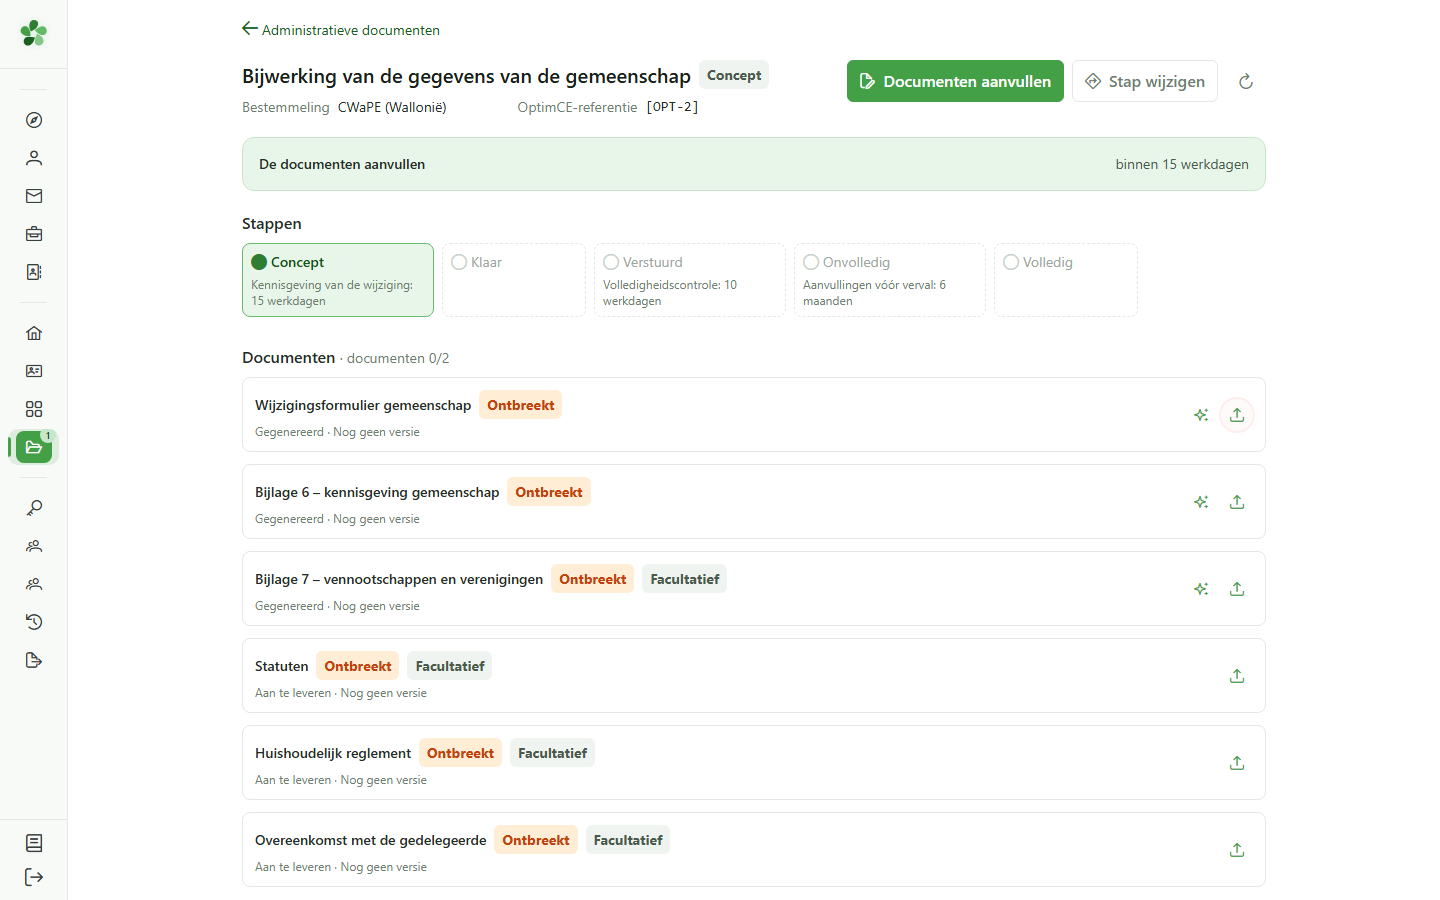 Administratieve documenten
Bijwerking van de gegevens van de gemeenschap Concept
Documenten aanvullen
Stap wijzigen
Bestemmeling CWaPE (Wallonië)
OptimCE-referentie [OPT-2]
De documenten aanvullen
binnen 15 werkdagen
Stappen
Concept
Kennisgeving van de wijziging:
15 werkdagen
Klaar
Verstuurd
Volledigheidscontrole: 10
werkdagen
Onvolledig
Aanvullingen vóór verval: 6
maanden
Volledig
1
Documenten · documenten 0/2
Wijzigingsformulier gemeenschap Ontbreekt
Gegenereerd · Nog geen versie
Bijlage 6 – kennisgeving gemeenschap Ontbreekt
Gegenereerd · Nog geen versie
Bijlage 7 – vennootschappen en verenigingen Ontbreekt Facultatief
Gegenereerd · Nog geen versie
Statuten Ontbreekt Facultatief
Aan te leveren · Nog geen versie
Huishoudelijk reglement Ontbreekt Facultatief
Aan te leveren · Nog geen versie
Overeenkomst met de gedelegeerde Ontbreekt Facultatief
Aan te leveren · Nog geen versie